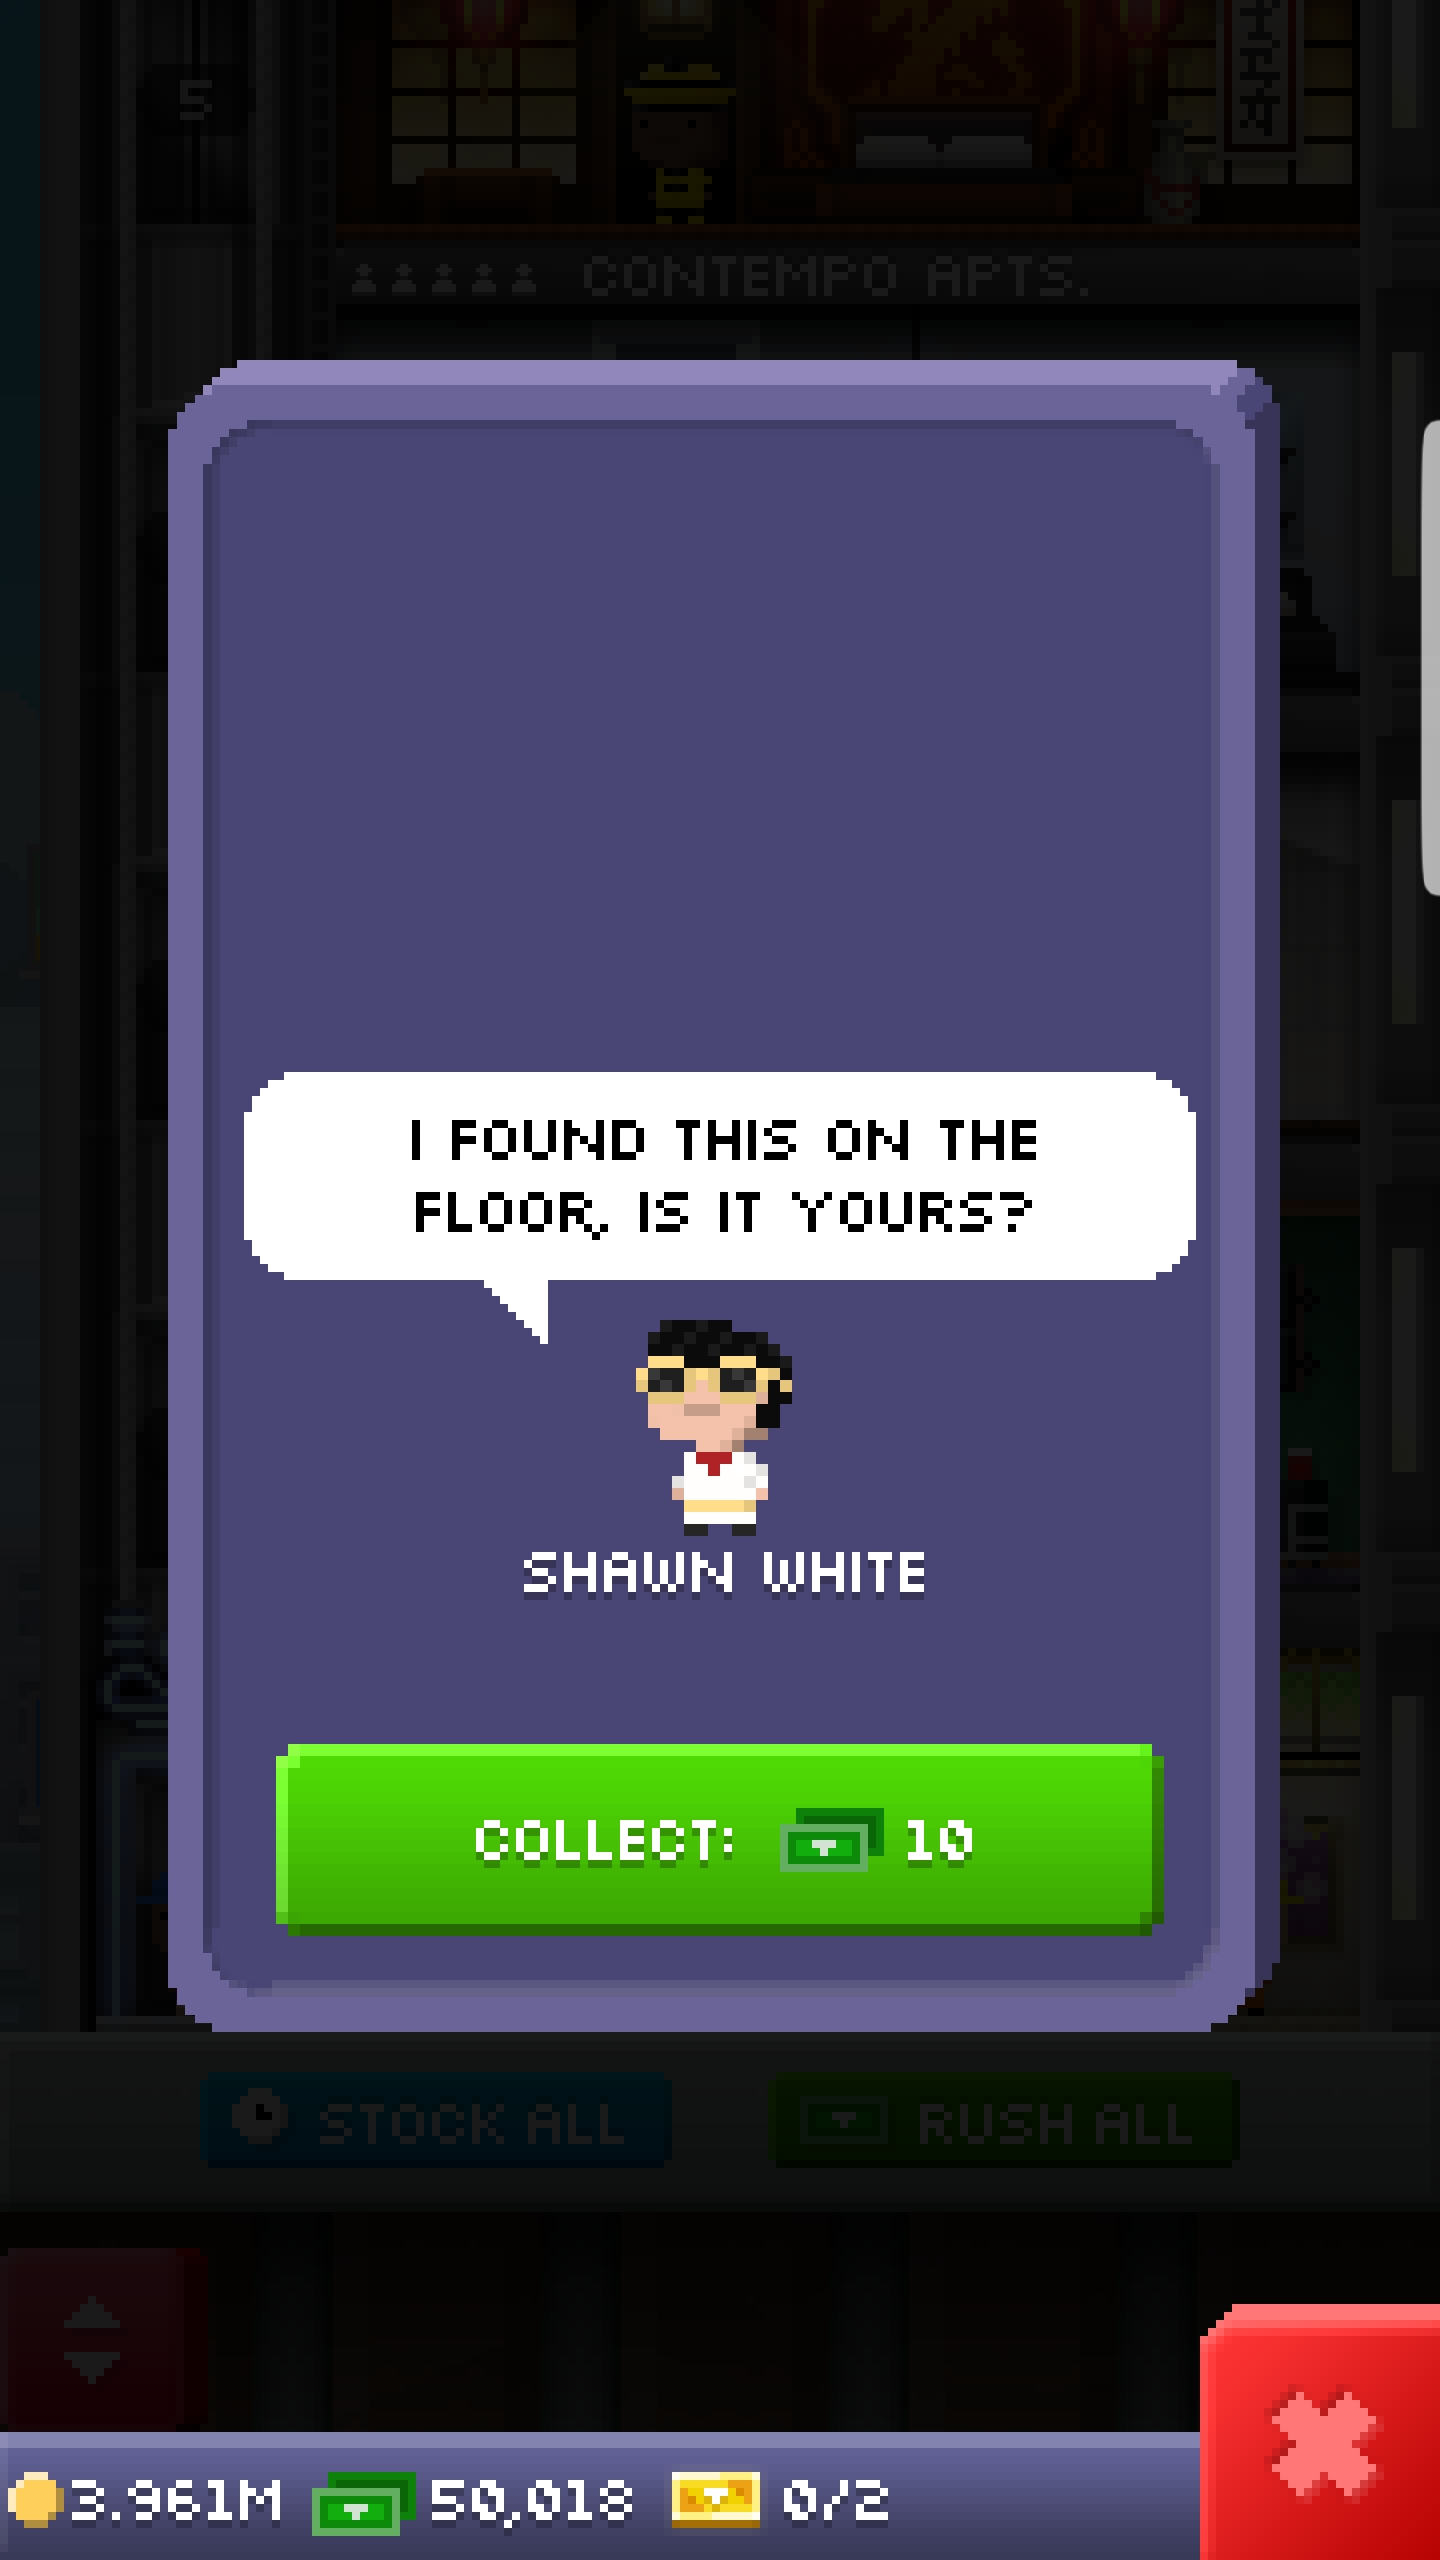 5
CONTEMPO APTS.
I FOUND THIS ON THE
FLOOR, IS IT YOURS?
SHAWN WHITE
COLLECT: 10
STOCK ALL
RUSH ALL
3.961M 50,018 0/2